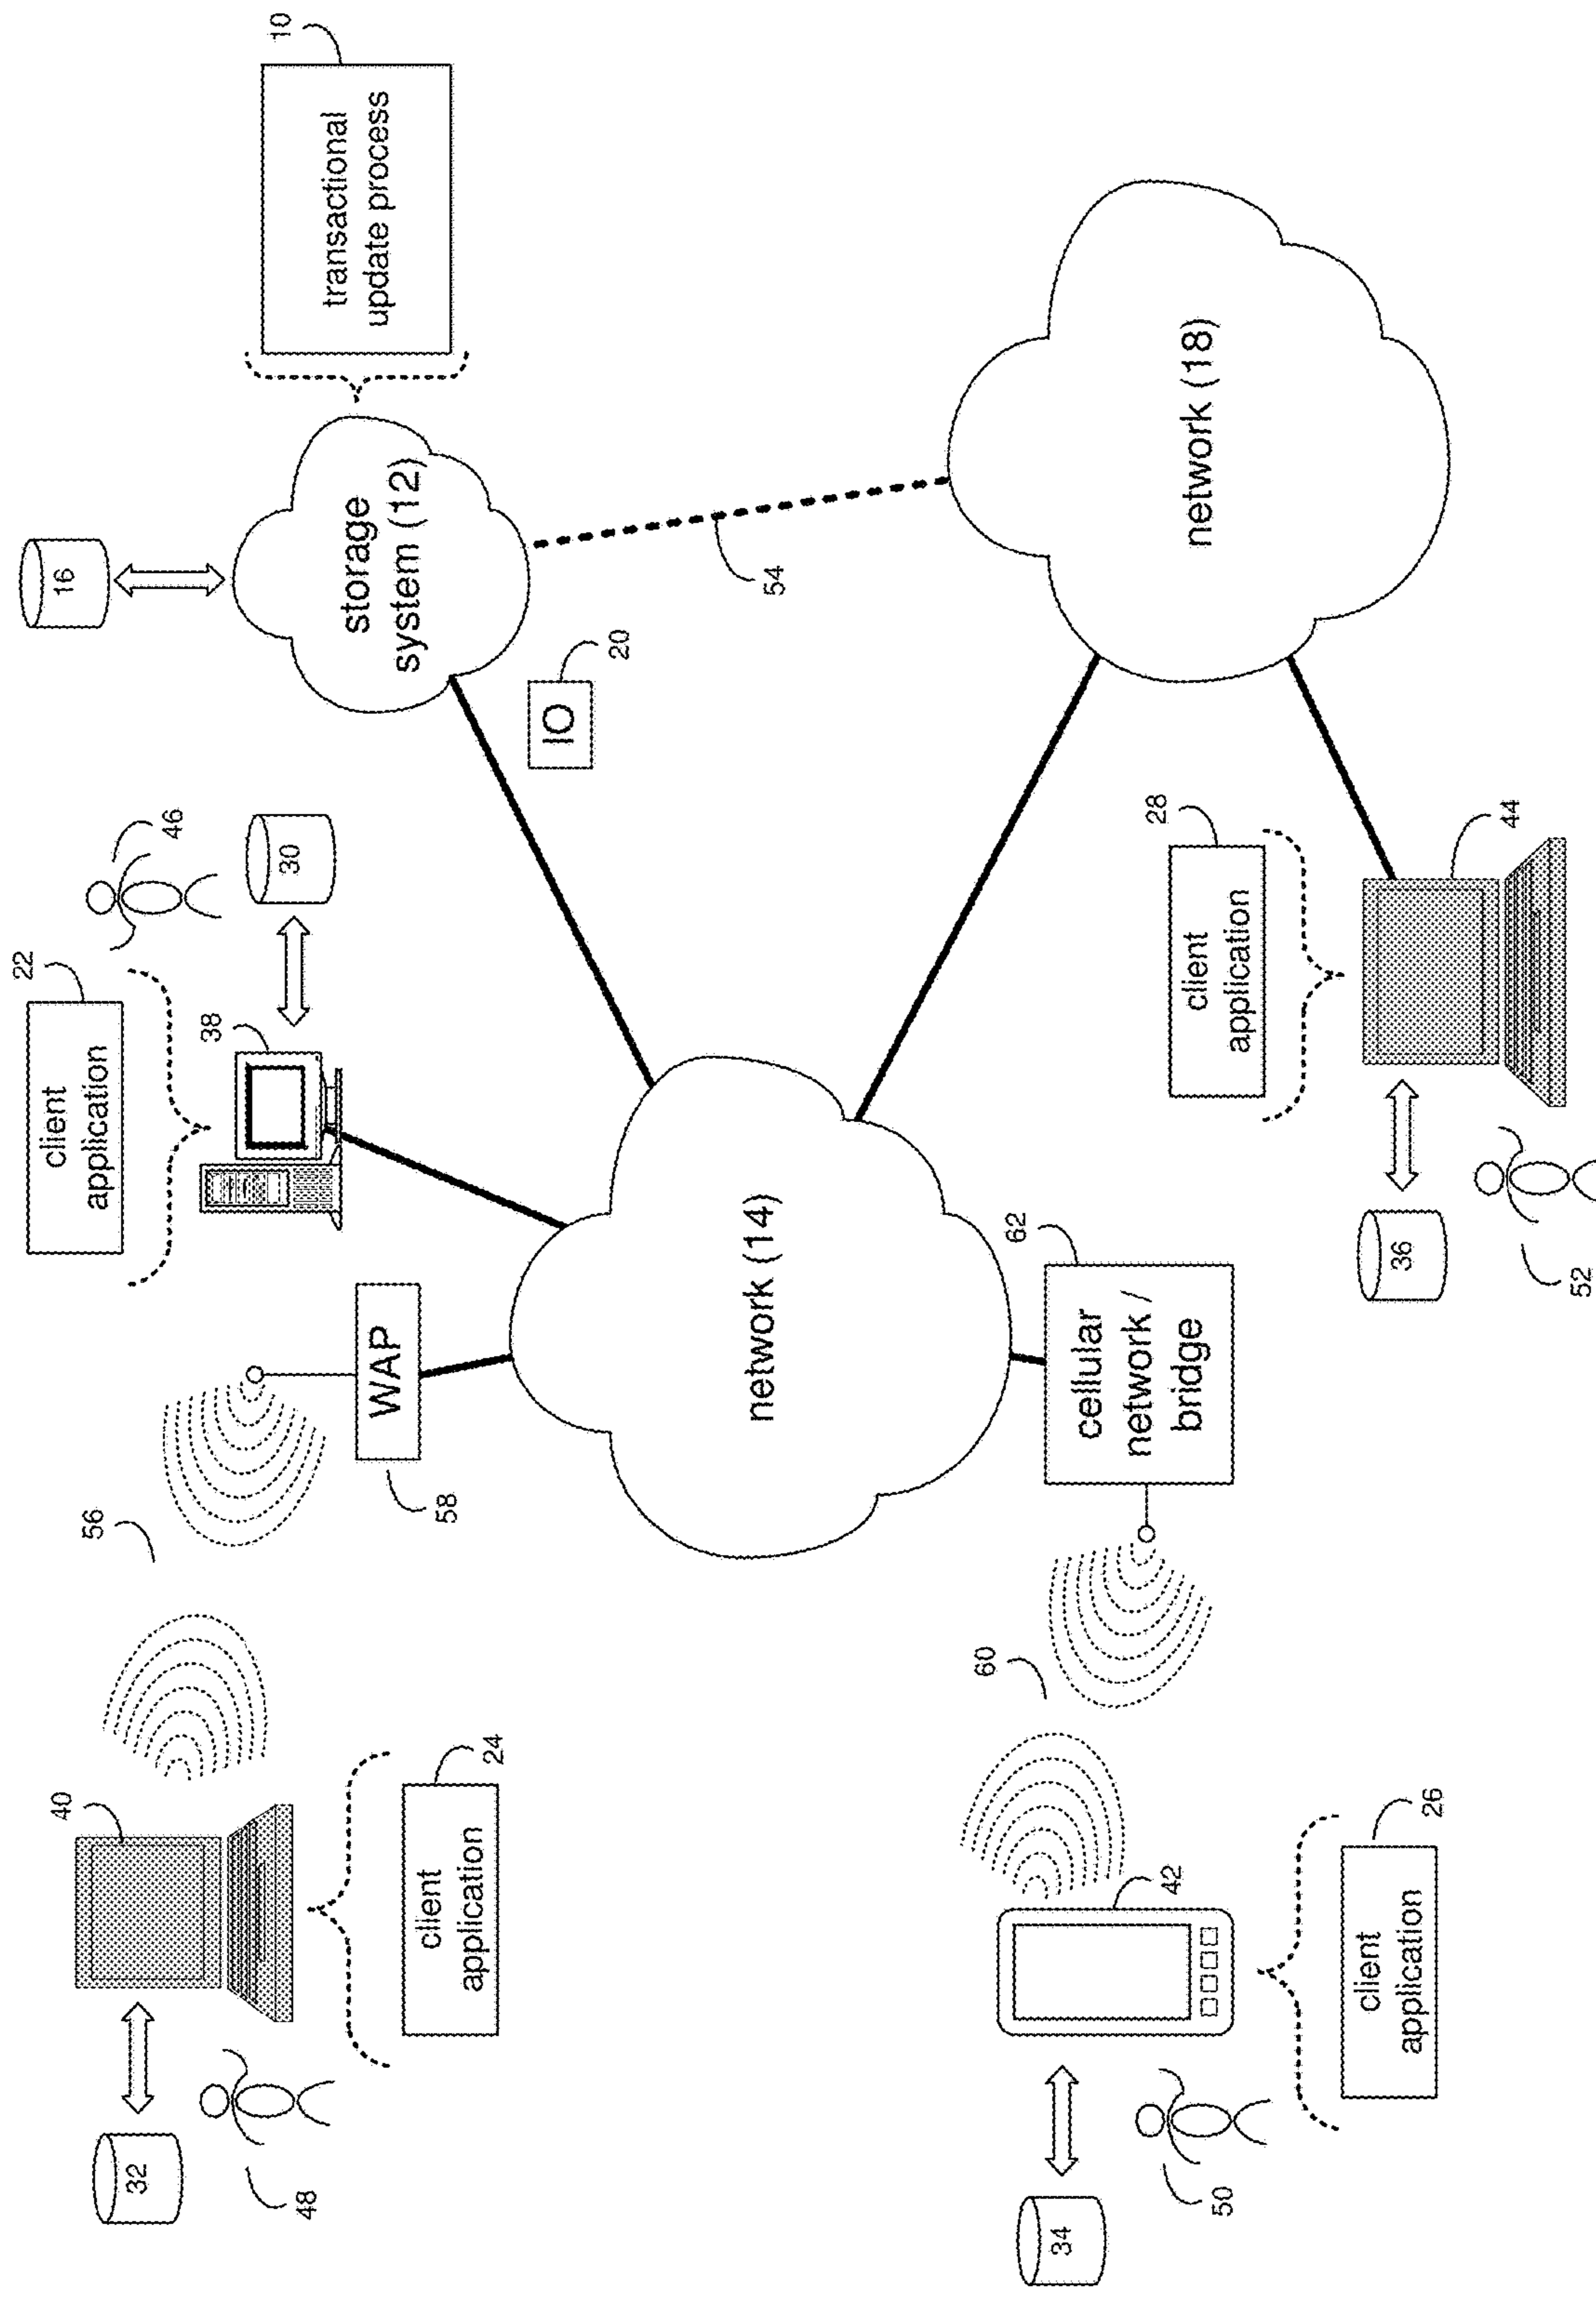 32
48
40
24
client
application
56
58
WAP
22
client
application
38
46
30
16
storage
system (12)
IO
20
10
transactional
update process
54
network (14)
network (18)
34
50
42
26
client
application
60
62
cellular
network /
bridge
36
52
28
client
application
44